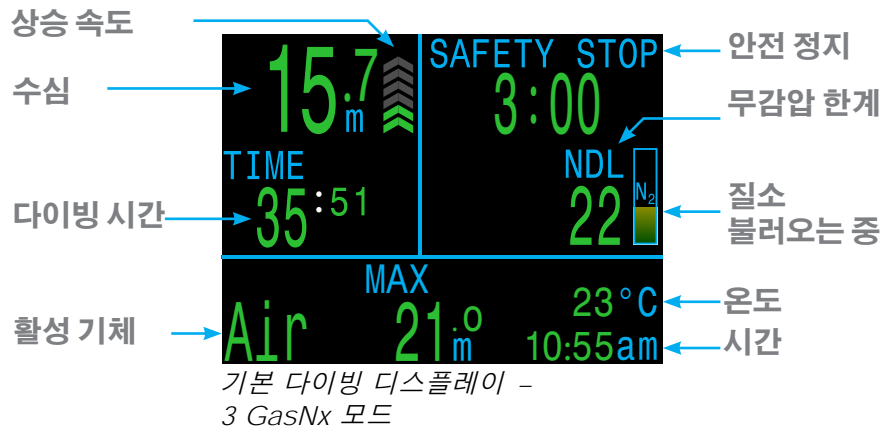 상승 속도
수심
다이빙 시간
활성 기체
15.7
m
TIME
35:51
SAFETY STOP
3:00
NDL
22
N2
MAX
Air
21.0
m
23°C
10:55am
안전 정지
무감압 한계
질소
불러오는 중
온도
시간
기본 다이빙 디스플레이 –
3 GasNx 모드